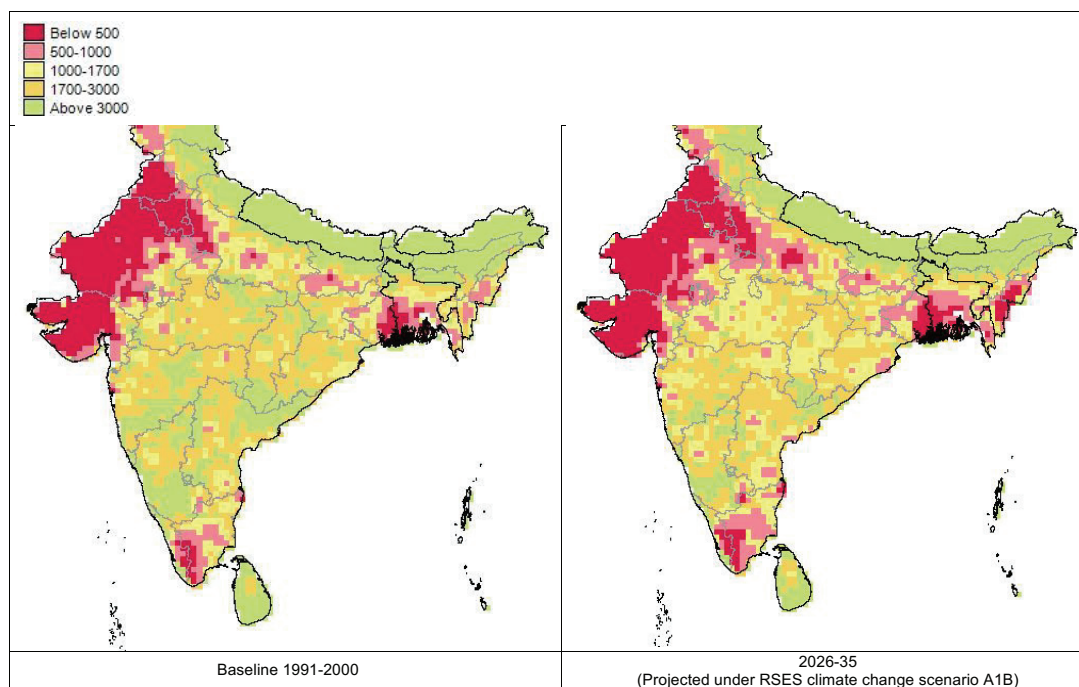 Below 500
500-1000
1000-1700
1700-3000
Above 3000
Baseline 1991-2000
2026-35
(Projected under RSES climate change scenario A1B)